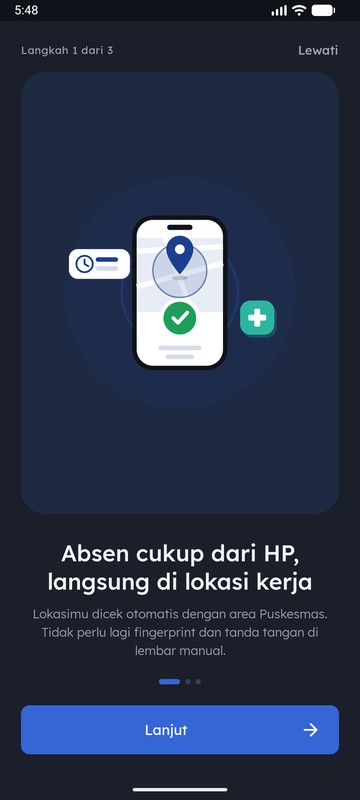 5:48
Langkah 1 dari 3
Lewati
Absen cukup dari HP,
langsung di lokasi kerja
Lokasimu dicek otomatis dengan area Puskesmas.
Tidak perlu lagi fingerprint dan tanda tangan di
lembar manual.
Lanjut